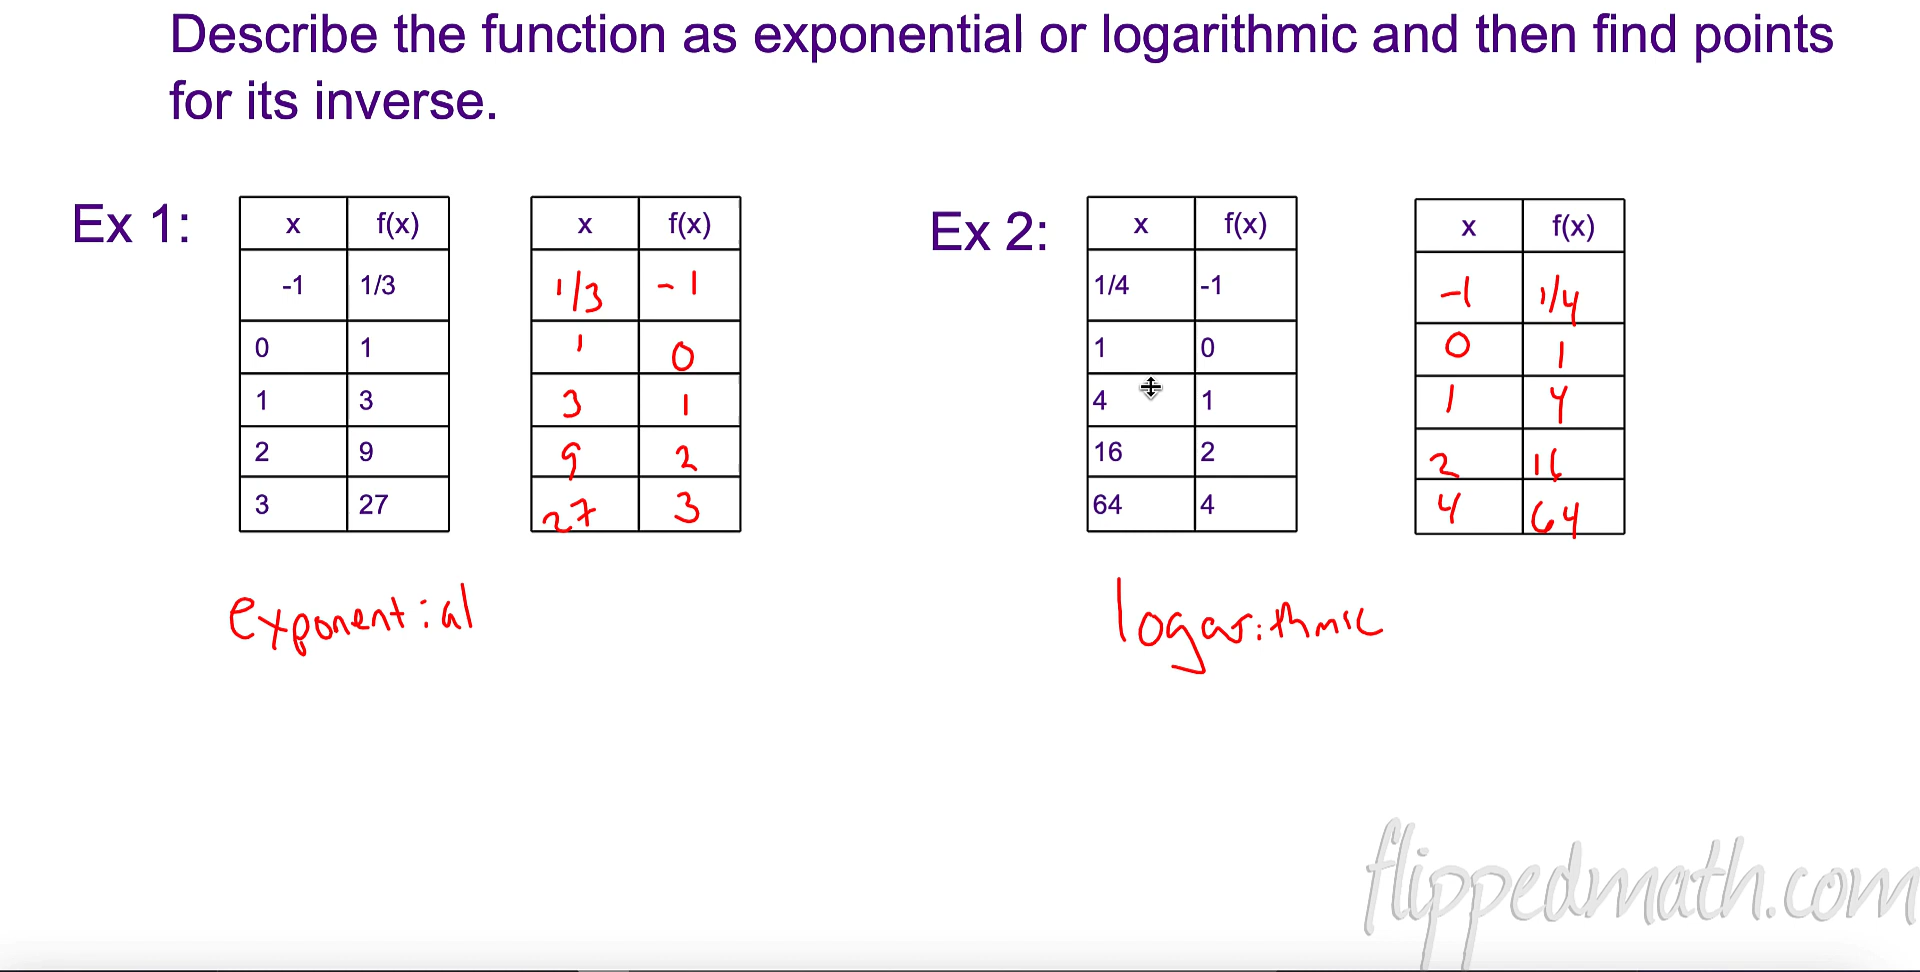 Describe the function as exponential or logarithmic and then find points
for its inverse.
Ex 1:
x f(x)
-1 1/3
0 1
1 3
2 9
3 27
x f(x)
1/3 -1
1 0
3 1
9 2
27 3
exponential
Ex 2:
x f(x)
1/4 -1
1 0
4 1
16 2
64 4
x f(x)
-1 1/4
0 1
1 4
2 16
4 64
logarithmic
flippedmath.com